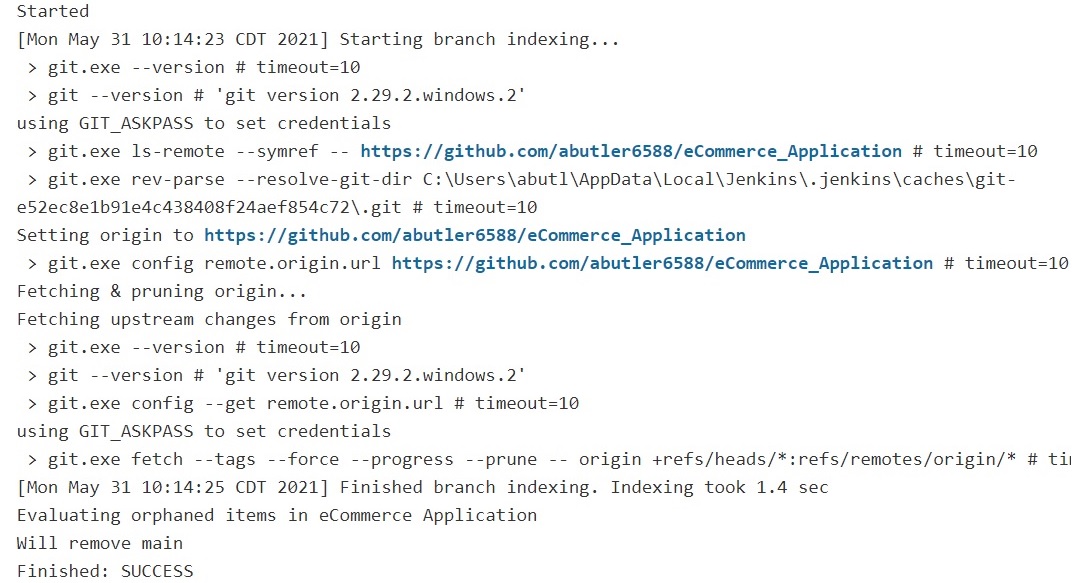 Started
[Mon May 31 10:14:23 CDT 2021] Starting branch indexing...
 > git.exe --version # timeout=10
 > git --version # 'git version 2.29.2.windows.2'
using GIT_ASKPASS to set credentials
 > git.exe ls-remote --symref -- https://github.com/abutler6588/eCommerce_Application # timeout=10
 > git.exe rev-parse --resolve-git-dir C:\Users\abutl\AppData\Local\Jenkins\.jenkins\caches\git-
e52ec8e1b91e4c438408f24aef854c72\.git # timeout=10
Setting origin to https://github.com/abutler6588/eCommerce_Application
 > git.exe config remote.origin.url https://github.com/abutler6588/eCommerce_Application # timeout=10
Fetching & pruning origin...
Fetching upstream changes from origin
 > git.exe --version # timeout=10
 > git --version # 'git version 2.29.2.windows.2'
 > git.exe config --get remote.origin.url # timeout=10
using GIT_ASKPASS to set credentials
 > git.exe fetch --tags --force --progress --prune -- origin +refs/heads/*:refs/remotes/origin/* # ti
[Mon May 31 10:14:25 CDT 2021] Finished branch indexing. Indexing took 1.4 sec
Evaluating orphaned items in eCommerce Application
Will remove main
Finished: SUCCESS